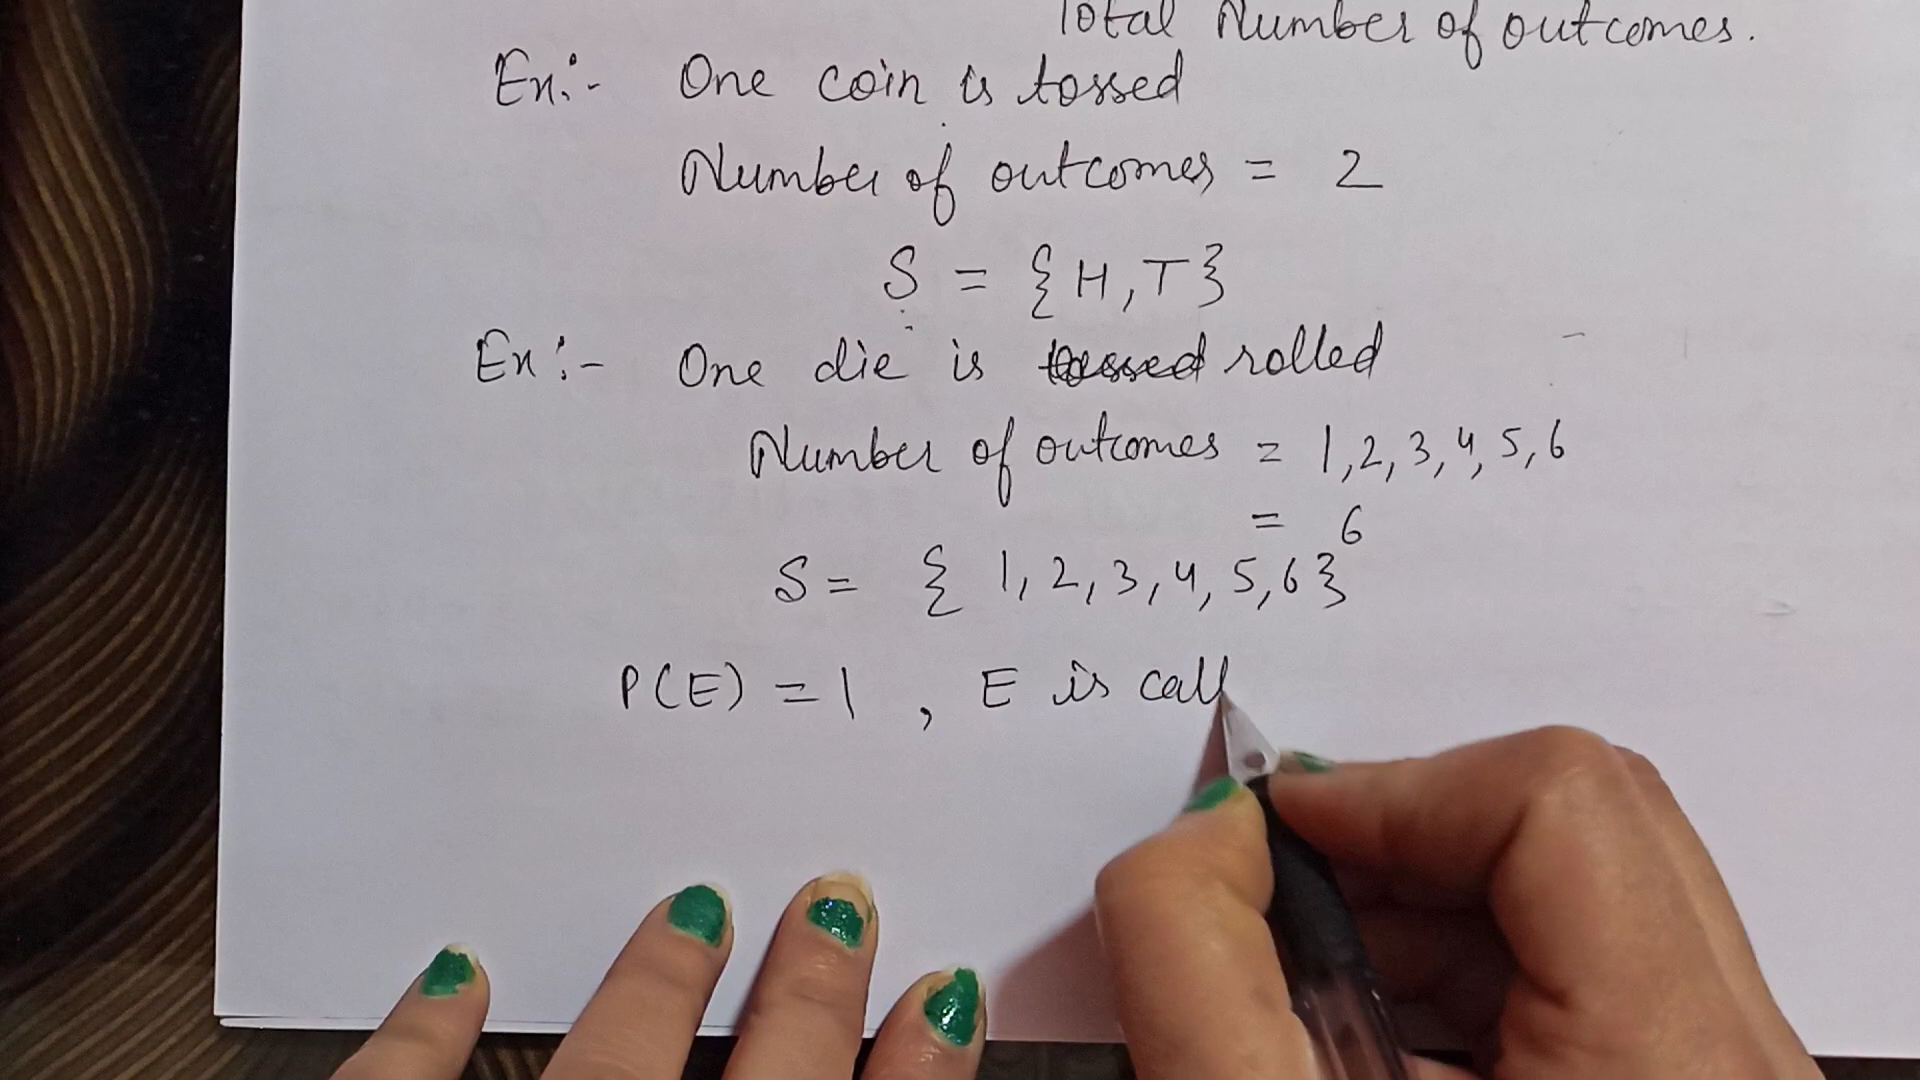 Total Number of outcomes.
Ex:- One coin is tossed
Number of outcomes = 2
S = {H,T}
Ex:- One die is tossed rolled
Number of outcomes = 1,2,3,4,5,6
= 6
S = { 1,2,3,4,5,6}
P(E) = 1 , E is call